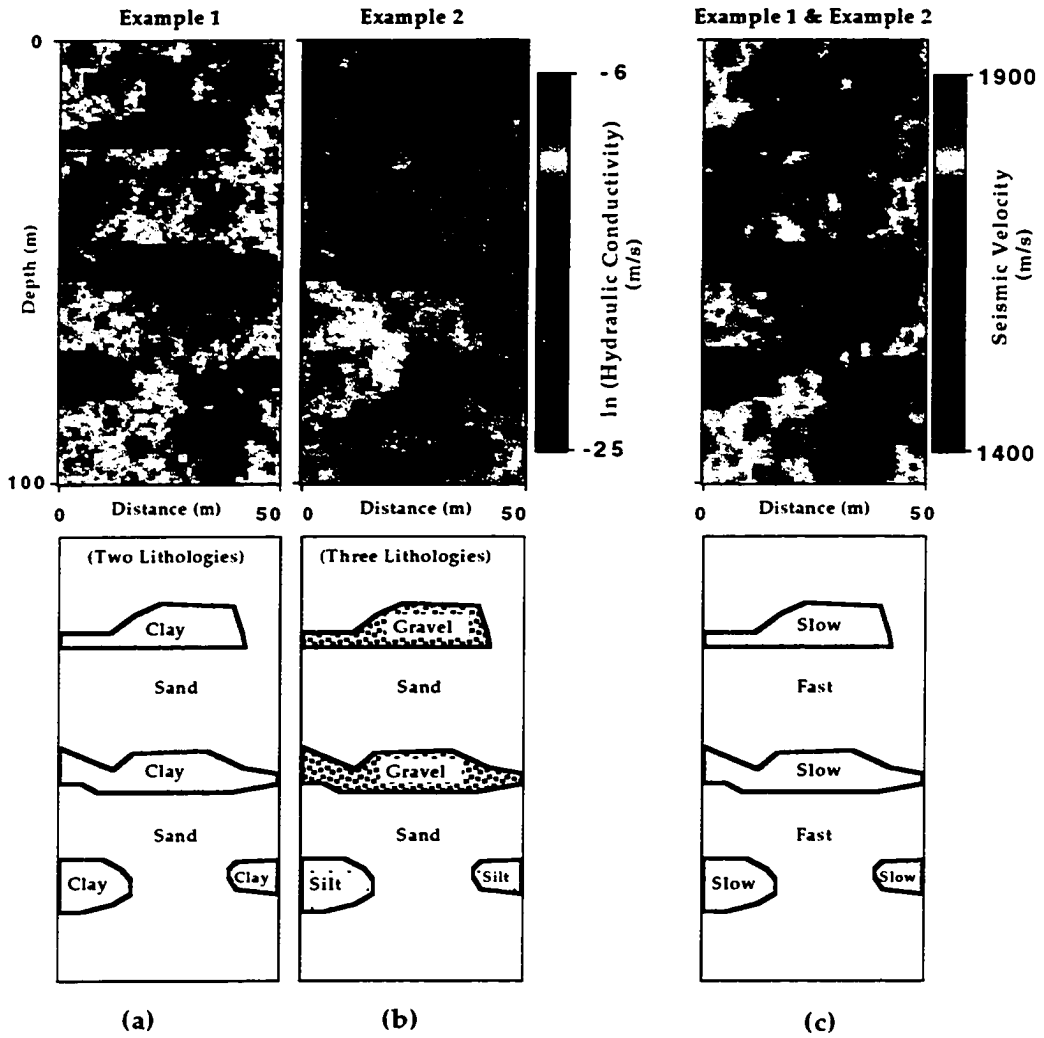 Example 1
Example 2
Example 1 & Example 2
0
100
Depth (m)
-6
-25
ln (Hydraulic Conductivity)
(m/s)
1900
1400
Seismic Velocity
(m/s)
0 Distance (m) 50
0 Distance (m) 50
0 Distance (m) 50
(Two Lithologies)
Clay
Sand
Clay
Sand
Clay
Clay
(Three Lithologies)
Gravel
Sand
Gravel
Sand
Silt
Silt
Slow
Fast
Slow
Fast
Slow
Slow
(a)
(b)
(c)